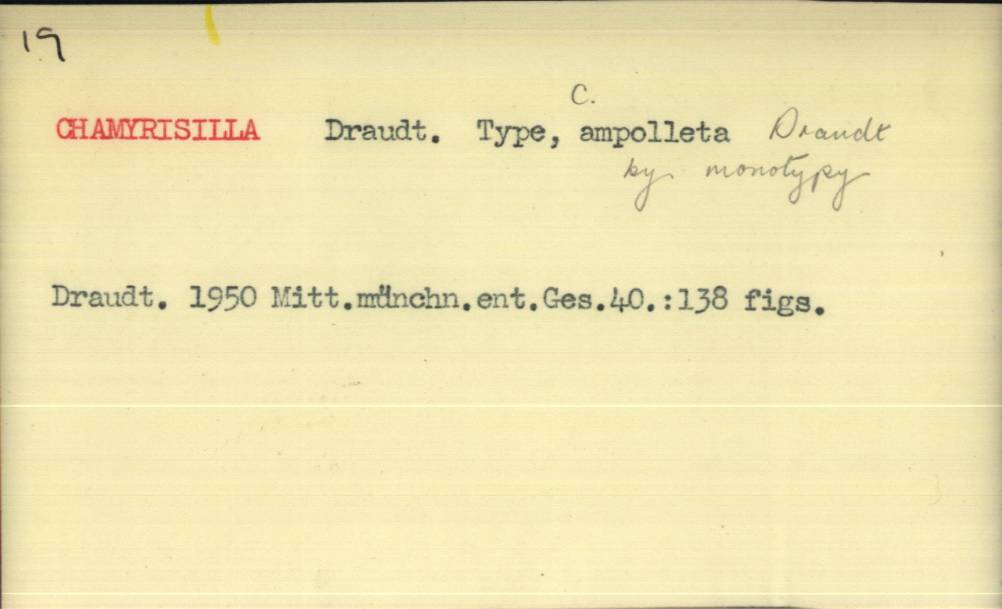 19
C.
CHAMYRISILLA Draudt. Type, ampolleta Draudt
by monotypy
Draudt. 1950 Mitt.münchn.ent.Ges.40.:138 figs.